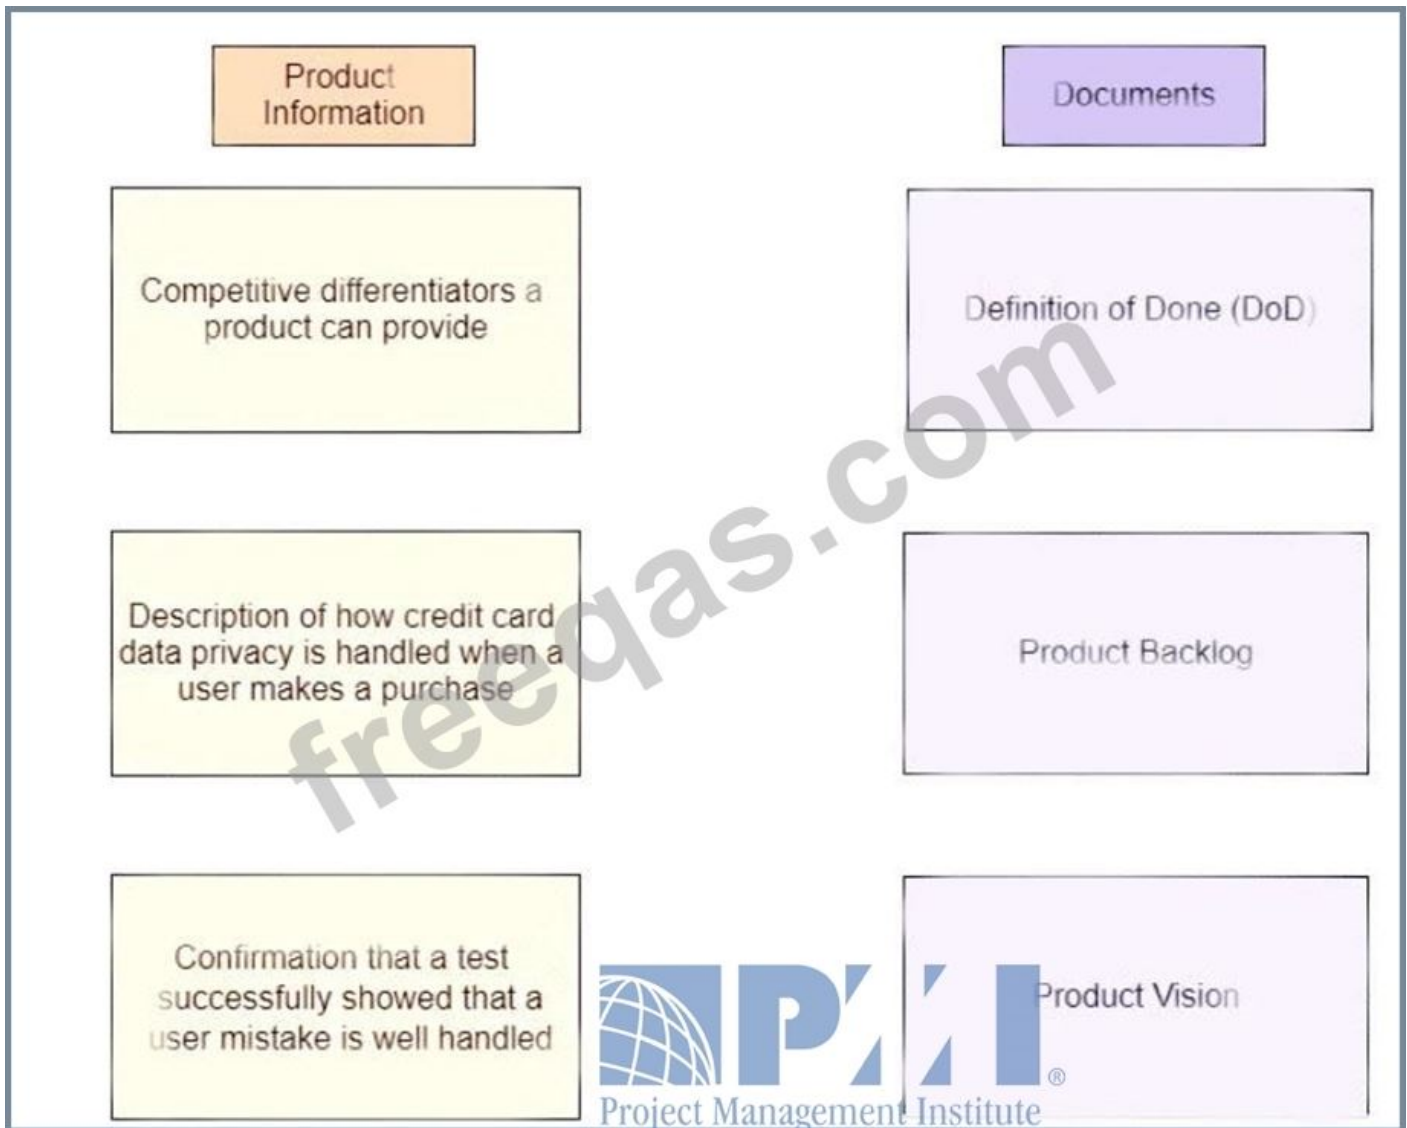 Product
Information
Documents
Competitive differentiators a
product can provide
Definition of Done (DoD)
Description of how credit card
data privacy is handled when a
user makes a purchase
Product Backlog
Confirmation that a test
successfully showed that a
user mistake is well handled
Product Vision
freeqas.com
PMI®
Project Management Institute